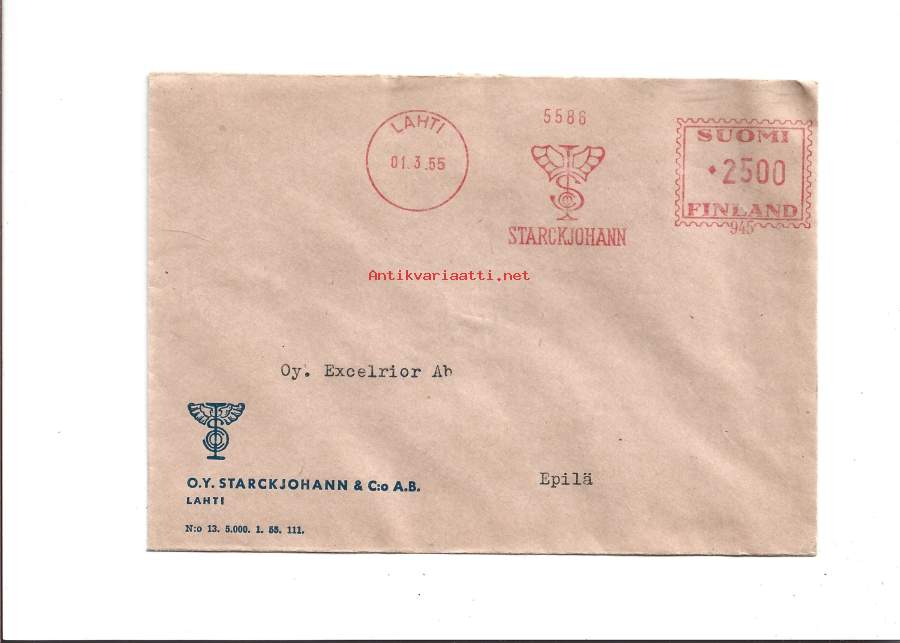 LAHTI
01.3.55
5588
STARCKJOHANN
SUOMI
2500
FINLAND
945
Antikvariaatti.net
Oy. Excelrior Ab
Epilä
O.Y. STARCKJOHANN & C:o A.B.
LAHTI
N:o 13. 5.000. 1. 55. 111.